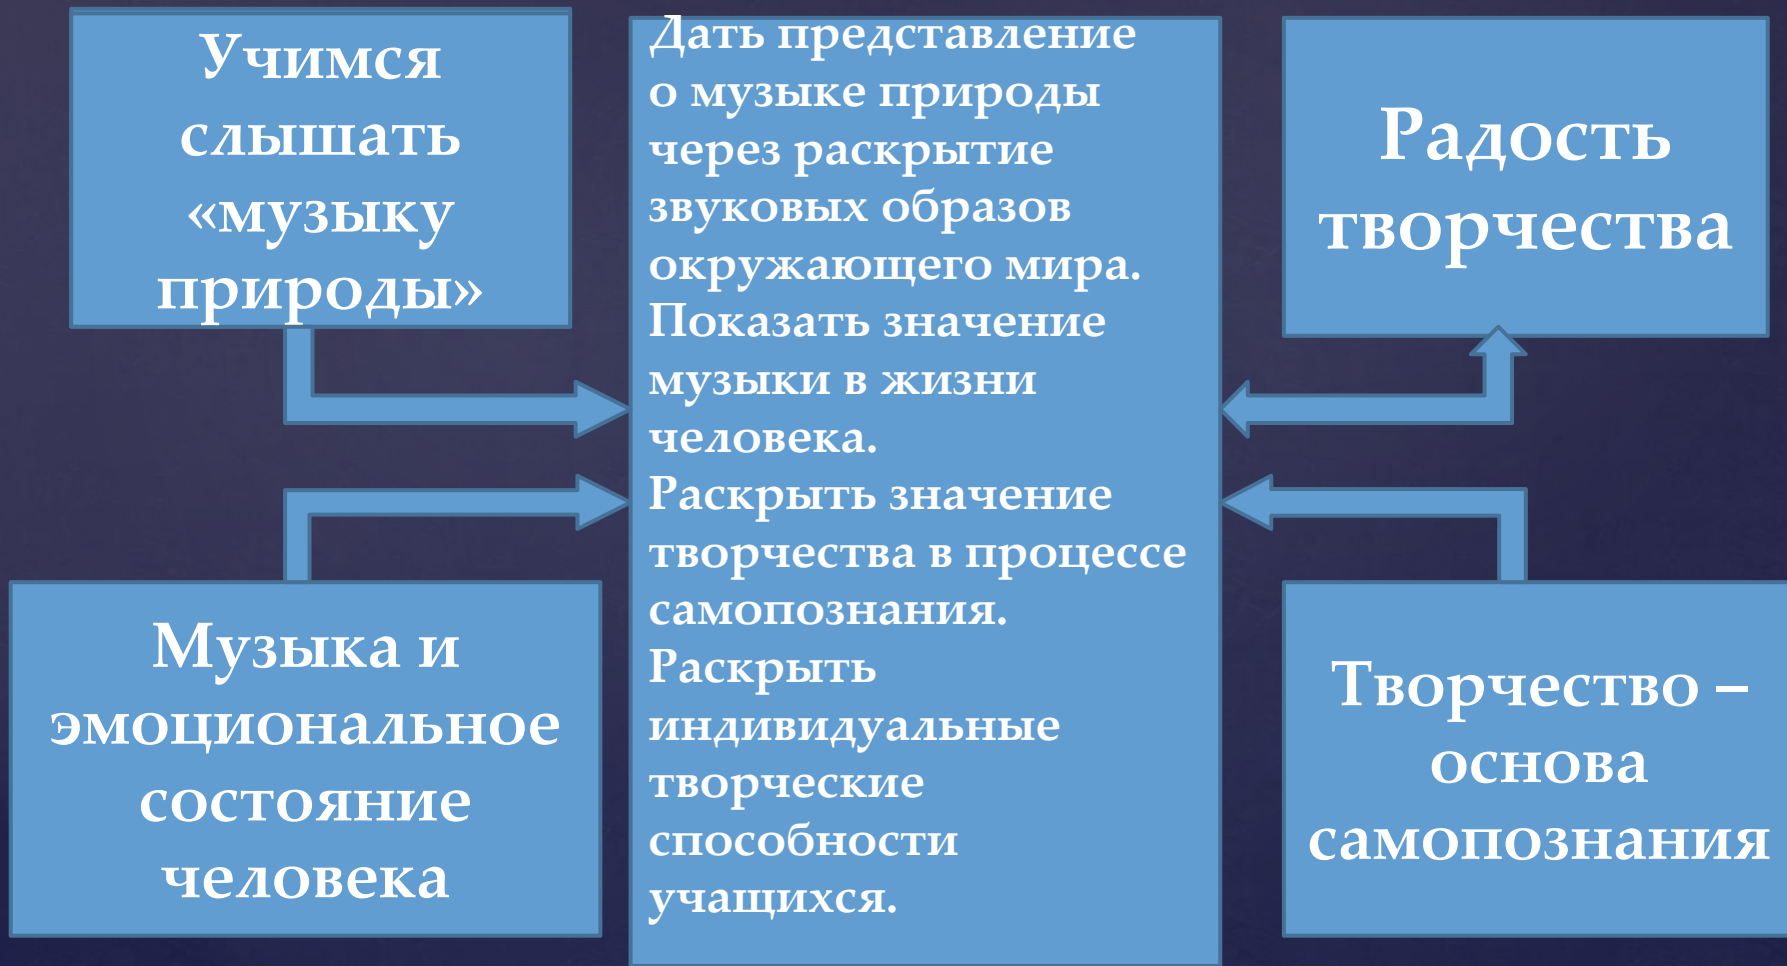 Учимся
слышать
«музыку
природы»
Музыка и
эмоциональное
состояние
человека
Дать представление
о музыке природы
через раскрытие
звуковых образов
окружающего мира.
Показать значение
музыки в жизни
человека.
Раскрыть значение
творчества в процессе
самопознания.
Раскрыть
индивидуальные
творческие
способности
учащихся.
Радость
творчества
Творчество –
основа
самопознания